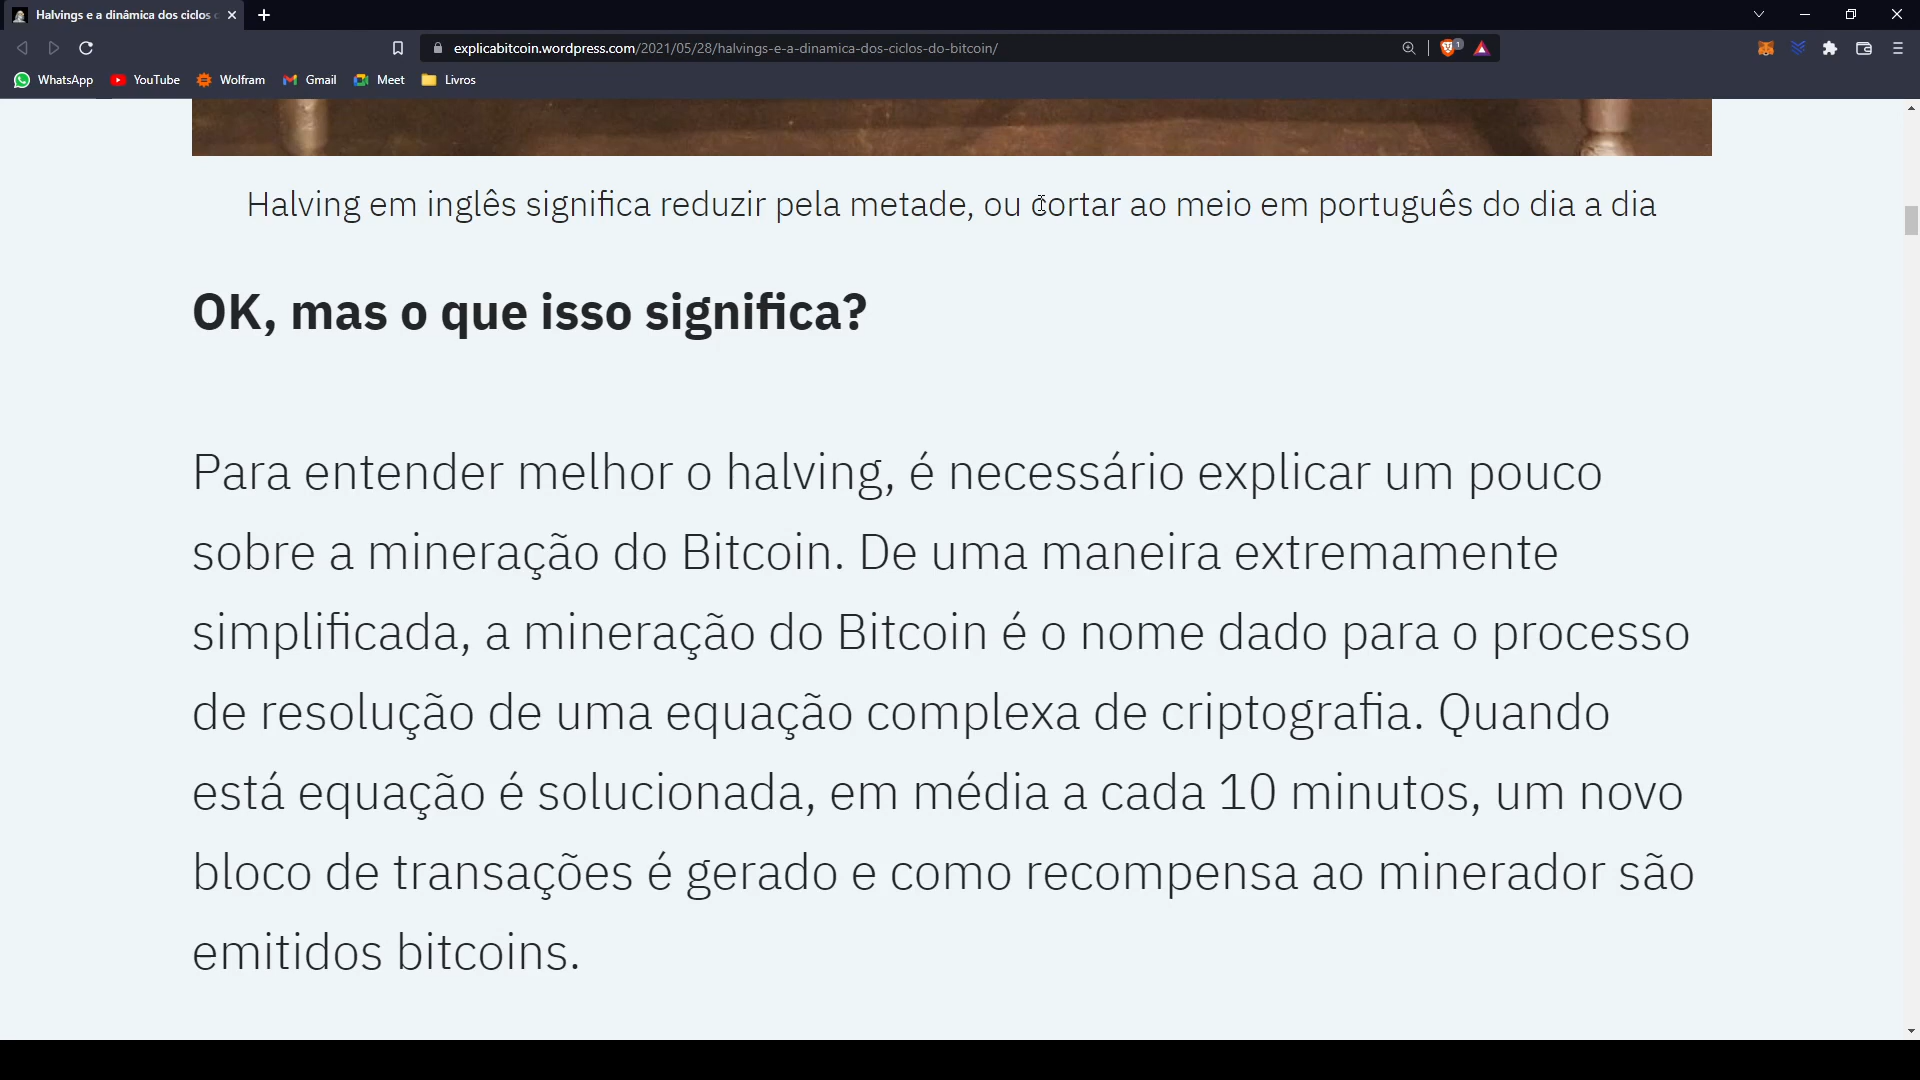 Halvings e a dinâmica dos ciclos
explicabitcoin.wordpress.com/2021/05/28/halvings-e-a-dinamica-dos-ciclos-do-bitcoin/
1
WhatsApp YouTube Wolfram Gmail Meet Livros
Halving em inglês significa reduzir pela metade, ou cortar ao meio em português do dia a dia
OK, mas o que isso significa?
Para entender melhor o halving, é necessário explicar um pouco
sobre a mineração do Bitcoin. De uma maneira extremamente
simplificada, a mineração do Bitcoin é o nome dado para o processo
de resolução de uma equação complexa de criptografia. Quando
está equação é solucionada, em média a cada 10 minutos, um novo
bloco de transações é gerado e como recompensa ao minerador são
emitidos bitcoins.